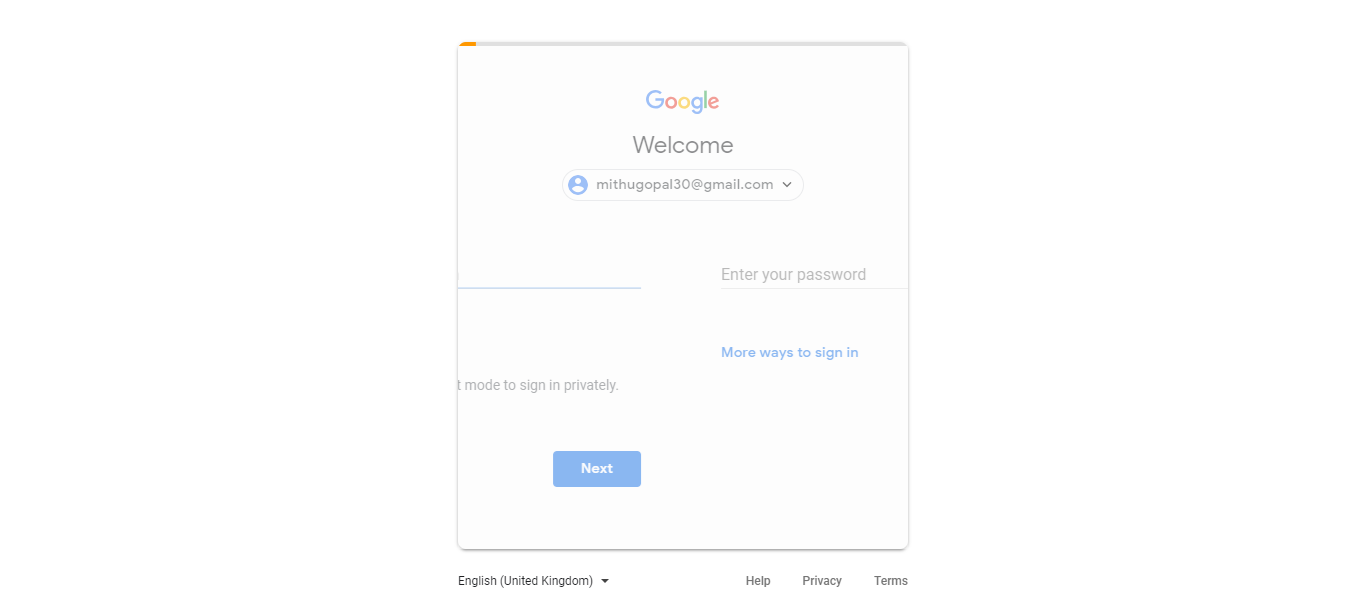 Google
Welcome
mithugopal30@gmail.com
Enter your password
More ways to sign in
t mode to sign in privately.
Next
English (United Kingdom)
Help
Privacy
Terms